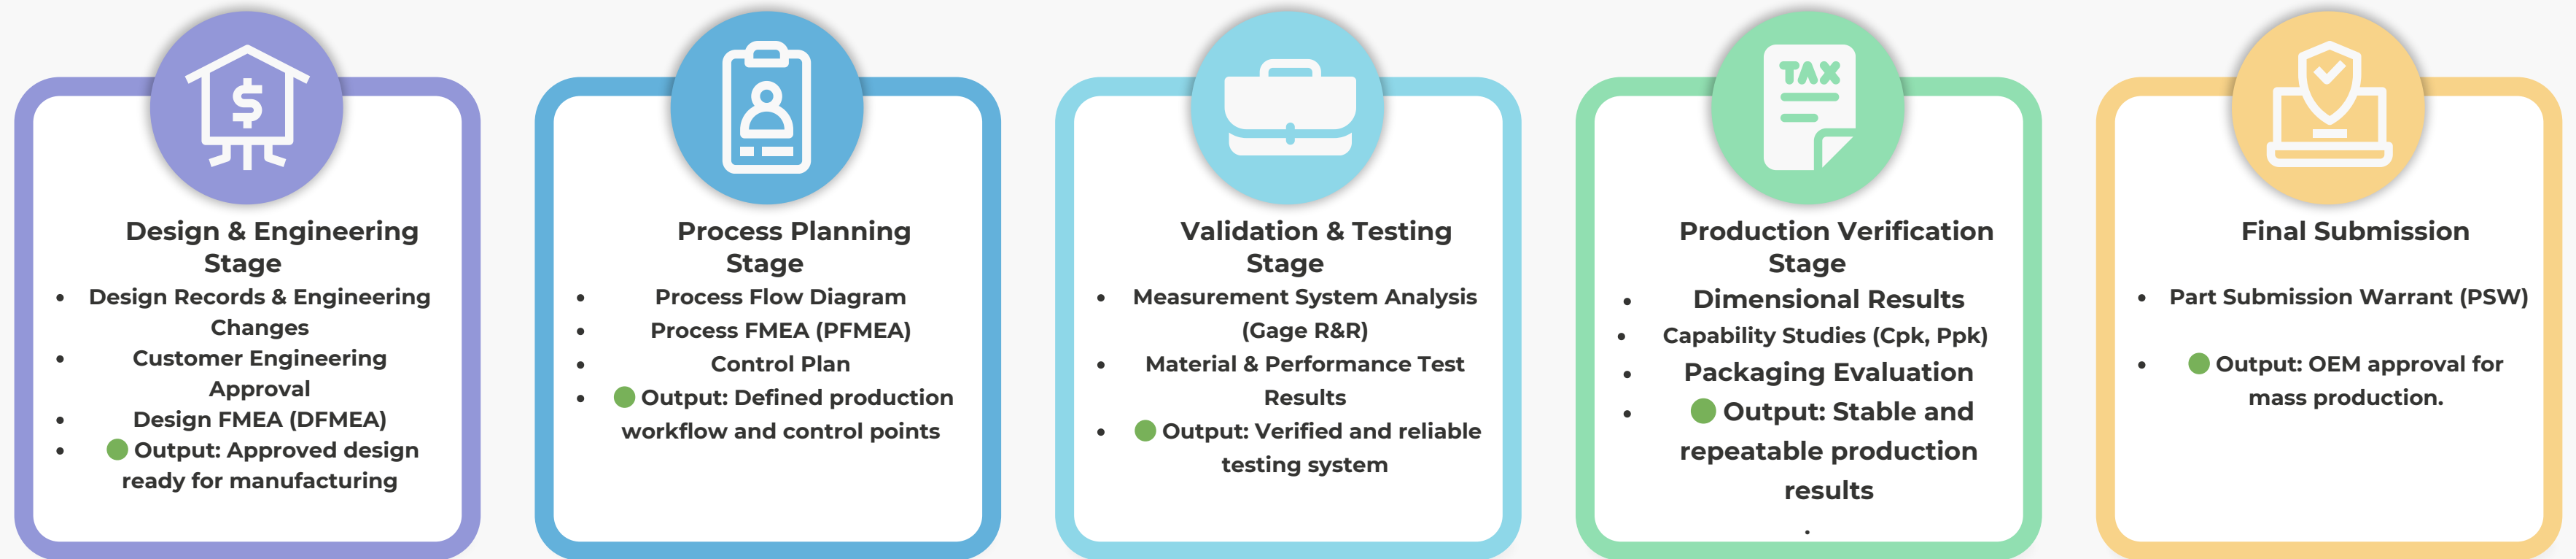 Design & Engineering
Stage
• Design Records & Engineering
Changes
• Customer Engineering
Approval
• Design FMEA (DFMEA)
• 🟢 Output: Approved design
ready for manufacturing
Process Planning
Stage
• Process Flow Diagram
• Process FMEA (PFMEA)
• Control Plan
• 🟢 Output: Defined production
workflow and control points
Validation & Testing
Stage
• Measurement System Analysis
(Gage R&R)
• Material & Performance Test
Results
• 🟢 Output: Verified and reliable
testing system
TAX
Production Verification
Stage
• Dimensional Results
• Capability Studies (Cpk, Ppk)
• Packaging Evaluation
• 🟢 Output: Stable and
repeatable production
results
.
Final Submission
• Part Submission Warrant (PSW)
• 🟢 Output: OEM approval for
mass production.